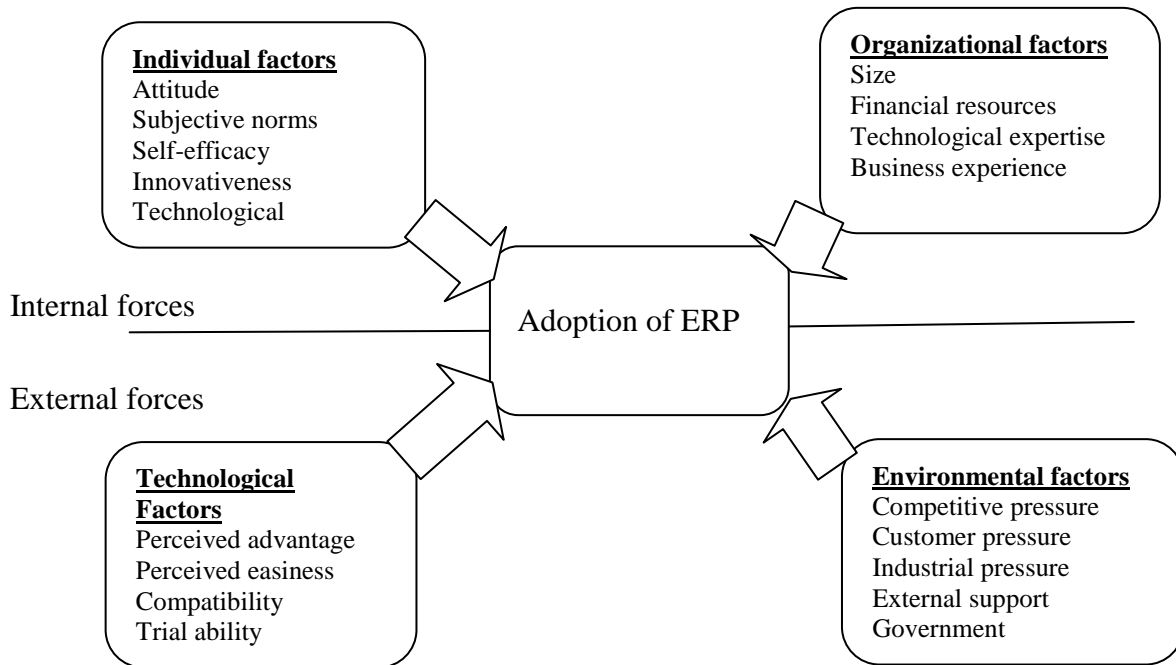 Individual factors
Attitude
Subjective norms
Self-efficacy
Innovativeness
Technological
Organizational factors
Size
Financial resources
Technological expertise
Business experience
Internal forces
Adoption of ERP
External forces
Technological
Factors
Perceived advantage
Perceived easiness
Compatibility
Trial ability
Environmental factors
Competitive pressure
Customer pressure
Industrial pressure
External support
Government